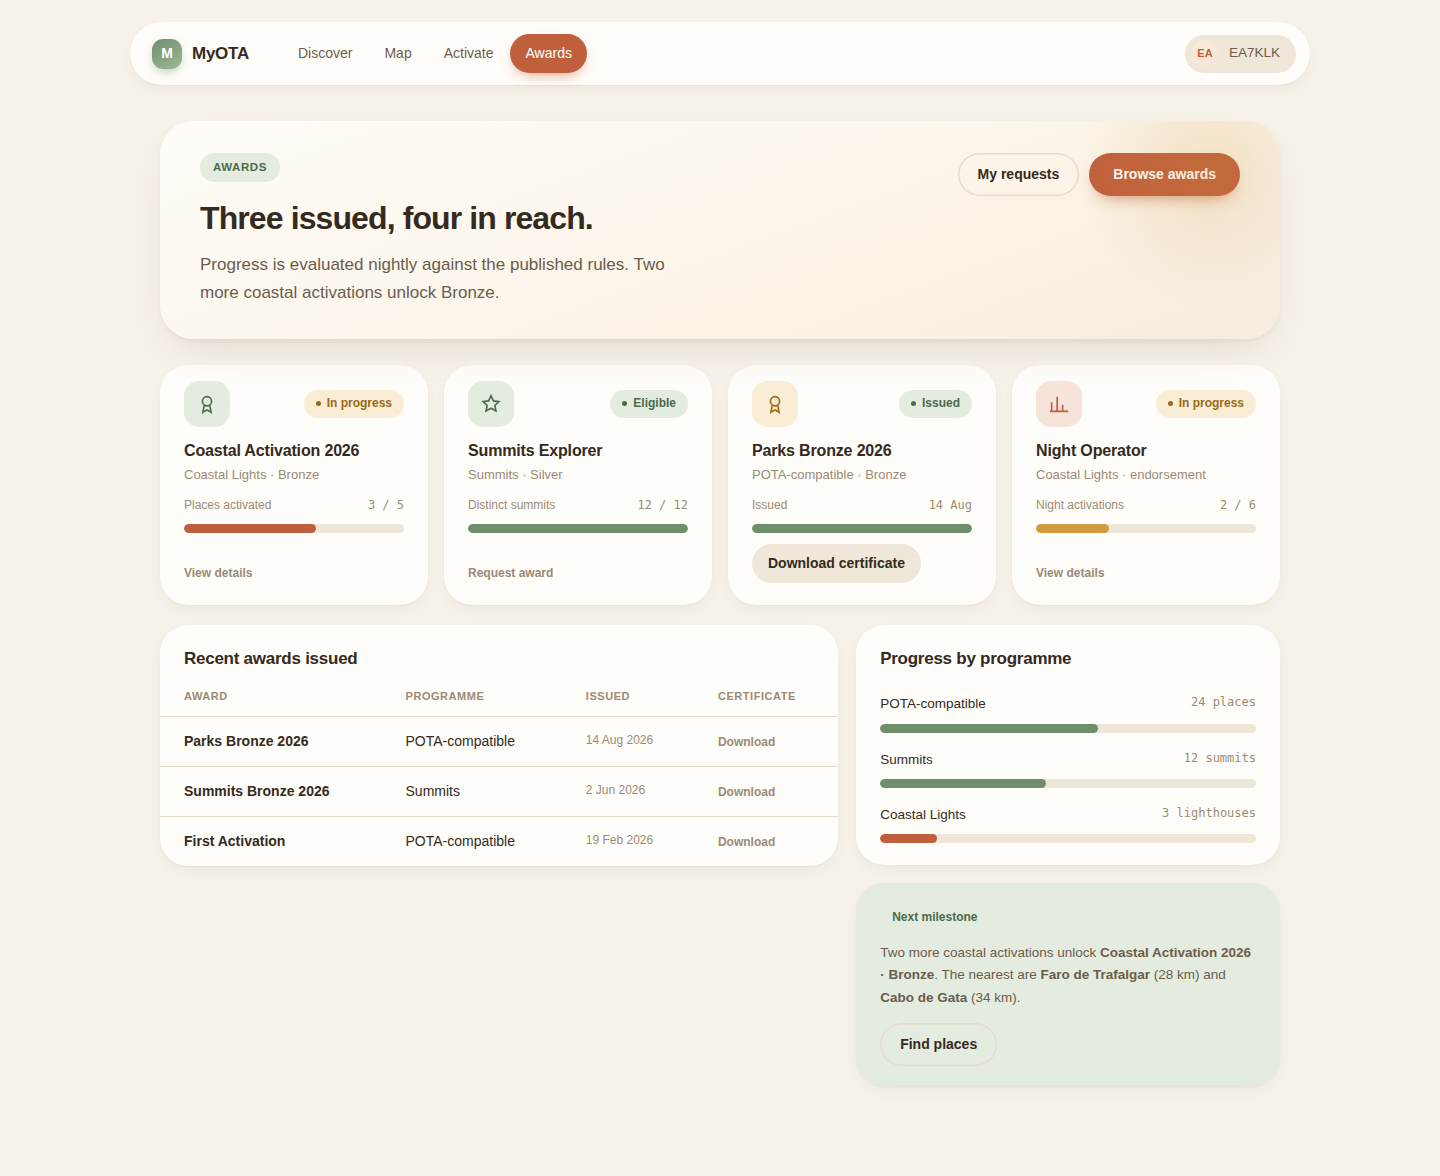 M MyOTA Discover Map Activate Awards EA EA7KLK
AWARDS
My requests Browse awards
Three issued, four in reach.
Progress is evaluated nightly against the published rules. Two
more coastal activations unlock Bronze.
In progress
Coastal Activation 2026
Coastal Lights · Bronze
Places activated 3 / 5
View details
Eligible
Summits Explorer
Summits · Silver
Distinct summits 12 / 12
Request award
Issued
Parks Bronze 2026
POTA-compatible · Bronze
Issued 14 Aug
Download certificate
In progress
Night Operator
Coastal Lights · endorsement
Night activations 2 / 6
View details
Recent awards issued
AWARD PROGRAMME ISSUED CERTIFICATE
Parks Bronze 2026 POTA-compatible 14 Aug 2026 Download
Summits Bronze 2026 Summits 2 Jun 2026 Download
First Activation POTA-compatible 19 Feb 2026 Download
Progress by programme
POTA-compatible 24 places
Summits 12 summits
Coastal Lights 3 lighthouses
Next milestone
Two more coastal activations unlock Coastal Activation 2026
· Bronze. The nearest are Faro de Trafalgar (28 km) and
Cabo de Gata (34 km).
Find places